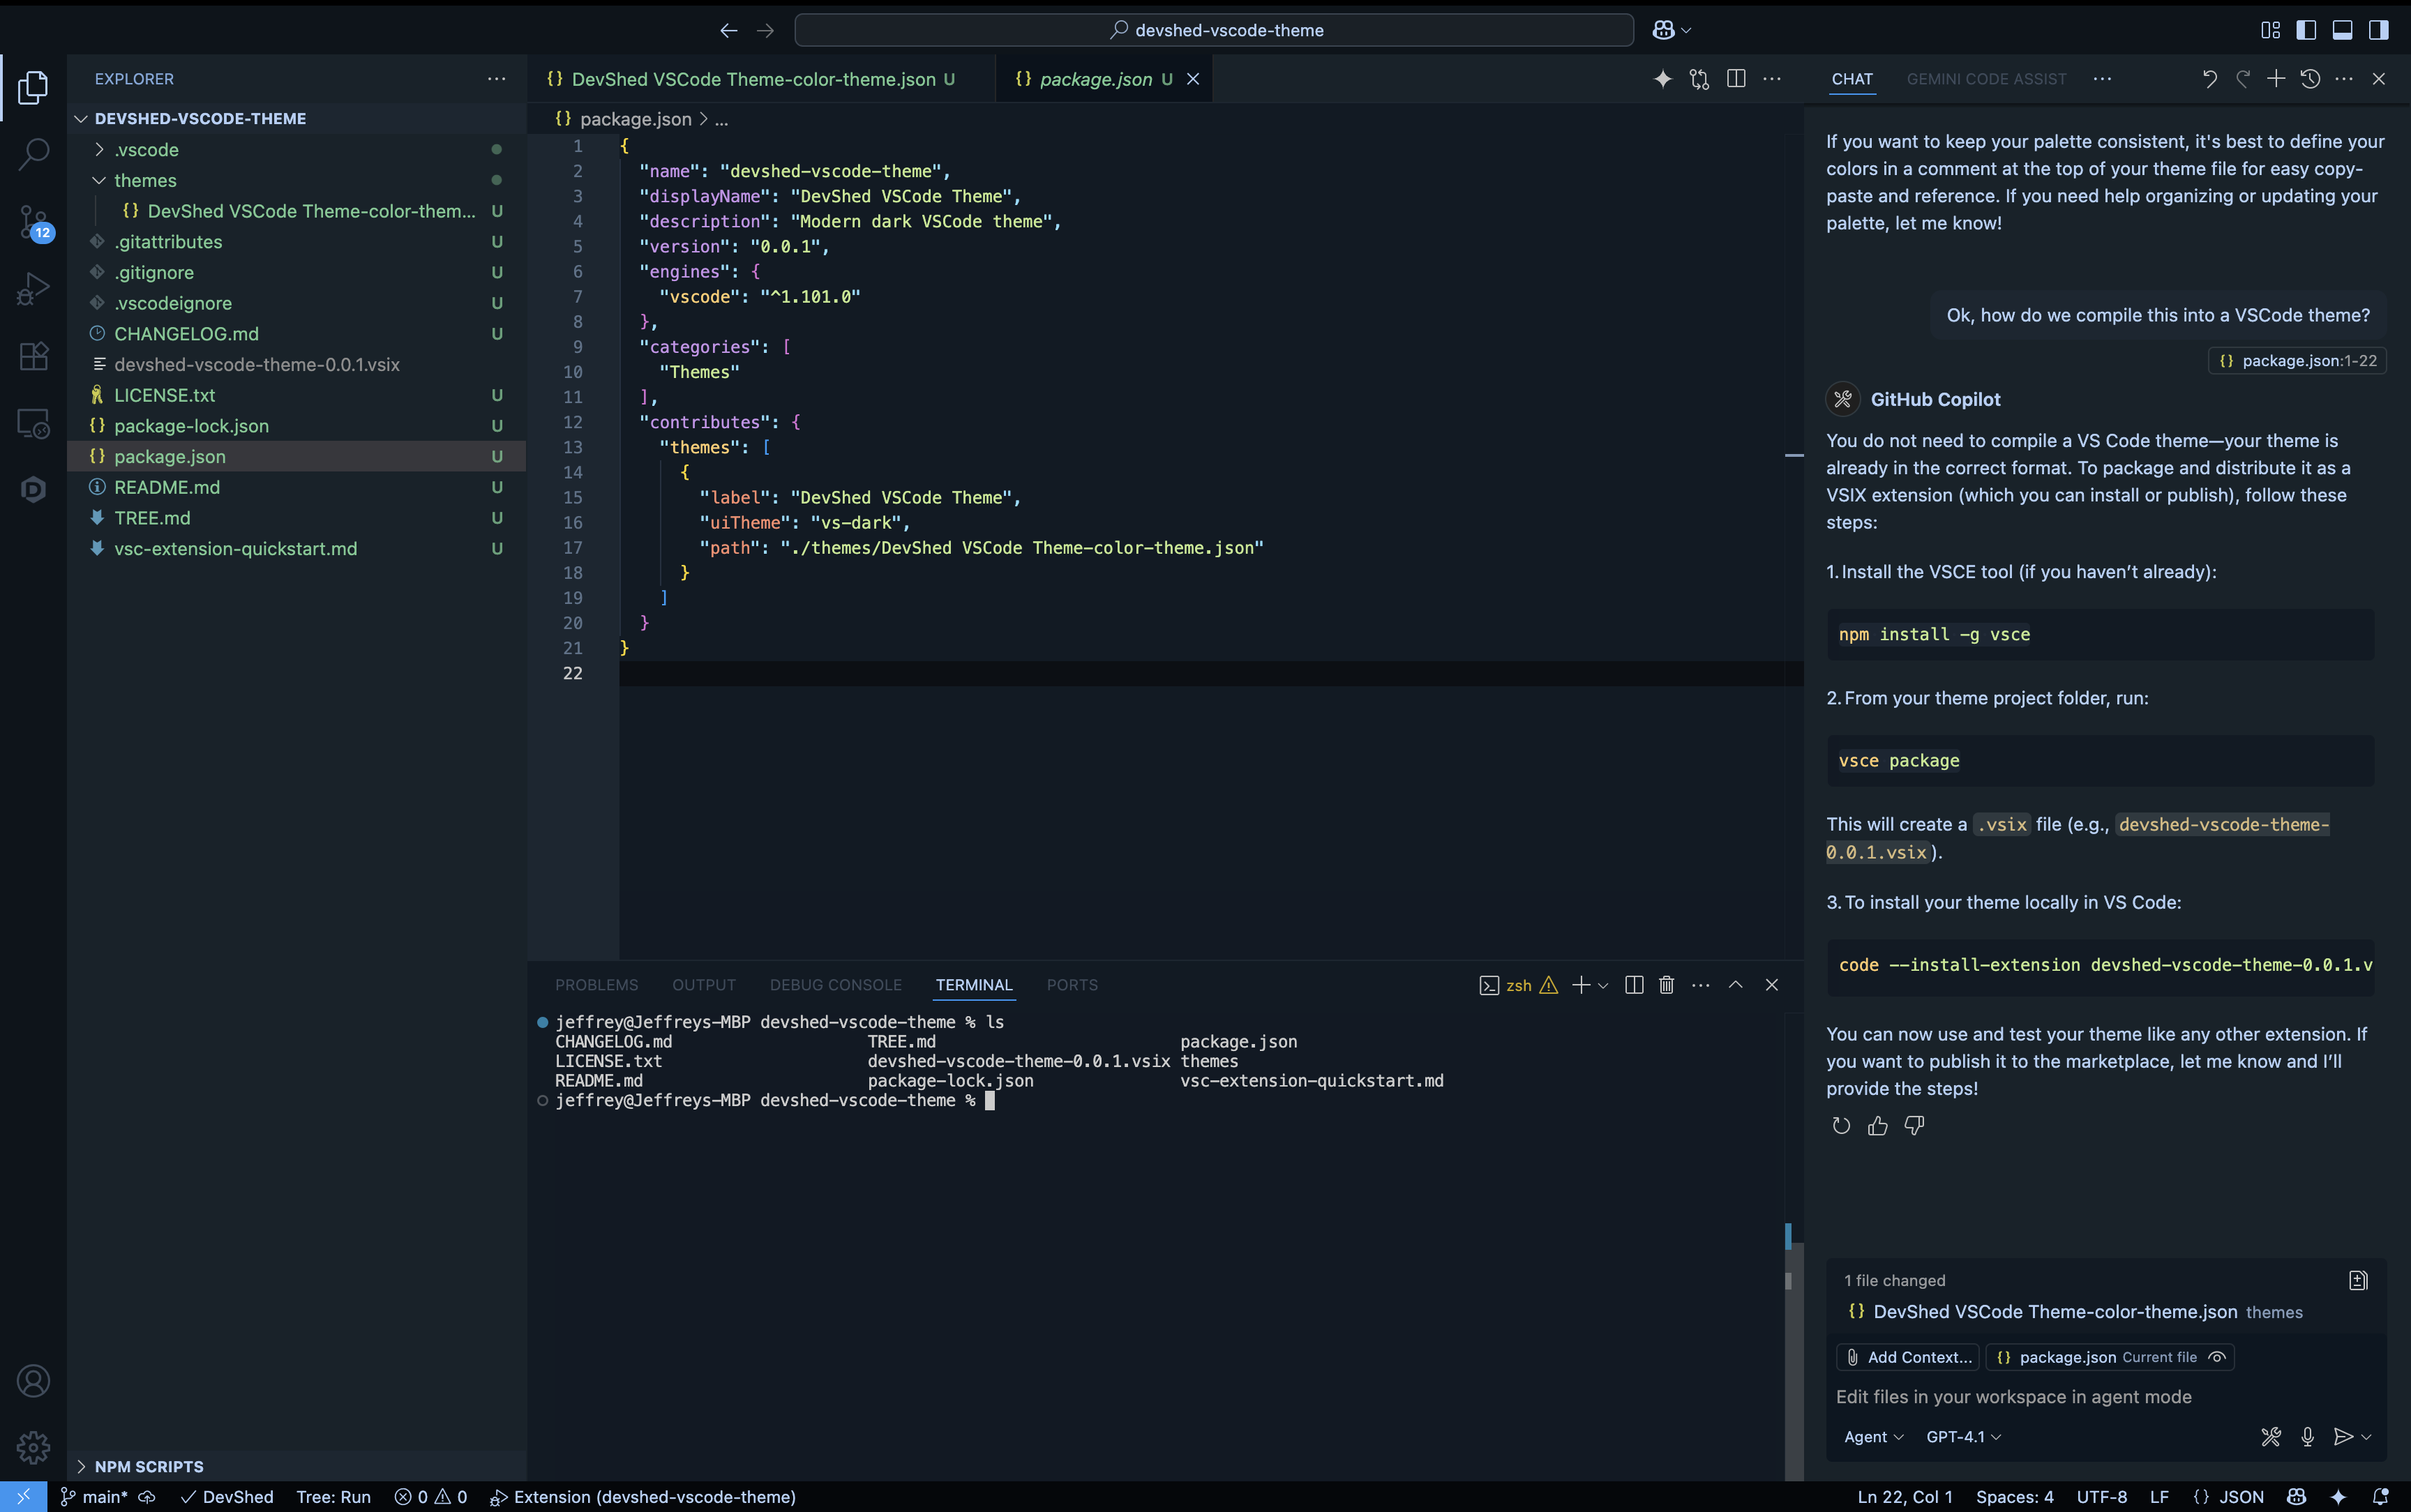 devshed-vscode-theme
EXPLORER
DEVSHED-VSCODE-THEME
.vscode
themes
{} DevShed VSCode Theme-color-them... U
.gitattributes U
.gitignore U
.vscodeignore U
CHANGELOG.md U
devshed-vscode-theme-0.0.1.vsix
LICENSE.txt U
{} package-lock.json U
{} package.json U
README.md U
TREE.md U
vsc-extension-quickstart.md U
NPM SCRIPTS
12
{} DevShed VSCode Theme-color-theme.json U
{} package.json U
{} package.json > ...
1 {
2 "name": "devshed-vscode-theme",
3 "displayName": "DevShed VSCode Theme",
4 "description": "Modern dark VSCode theme",
5 "version": "0.0.1",
6 "engines": {
7 "vscode": "^1.101.0"
8 },
9 "categories": [
10 "Themes"
11 ],
12 "contributes": {
13 "themes": [
14 {
15 "label": "DevShed VSCode Theme",
16 "uiTheme": "vs-dark",
17 "path": "./themes/DevShed VSCode Theme-color-theme.json"
18 }
19 ]
20 }
21 }
22
PROBLEMS OUTPUT DEBUG CONSOLE TERMINAL PORTS
zsh
jeffrey@Jeffreys-MBP devshed-vscode-theme % ls
CHANGELOG.md TREE.md package.json
LICENSE.txt devshed-vscode-theme-0.0.1.vsix themes
README.md package-lock.json vsc-extension-quickstart.md
jeffrey@Jeffreys-MBP devshed-vscode-theme %
CHAT GEMINI CODE ASSIST
If you want to keep your palette consistent, it's best to define your
colors in a comment at the top of your theme file for easy copy-
paste and reference. If you need help organizing or updating your
palette, let me know!
Ok, how do we compile this into a VSCode theme?
{} package.json:1-22
GitHub Copilot
You do not need to compile a VS Code theme—your theme is
already in the correct format. To package and distribute it as a
VSIX extension (which you can install or publish), follow these
steps:
1. Install the VSCE tool (if you haven’t already):
npm install -g vsce
2. From your theme project folder, run:
vsce package
This will create a .vsix file (e.g., devshed-vscode-theme-
0.0.1.vsix).
3. To install your theme locally in VS Code:
code --install-extension devshed-vscode-theme-0.0.1.v
You can now use and test your theme like any other extension. If
you want to publish it to the marketplace, let me know and I’ll
provide the steps!
1 file changed
{} DevShed VSCode Theme-color-theme.json themes
Add Context... {} package.json Current file
Edit files in your workspace in agent mode
Agent GPT-4.1
main* DevShed Tree: Run 0 0 Extension (devshed-vscode-theme)
Ln 22, Col 1 Spaces: 4 UTF-8 LF {} JSON